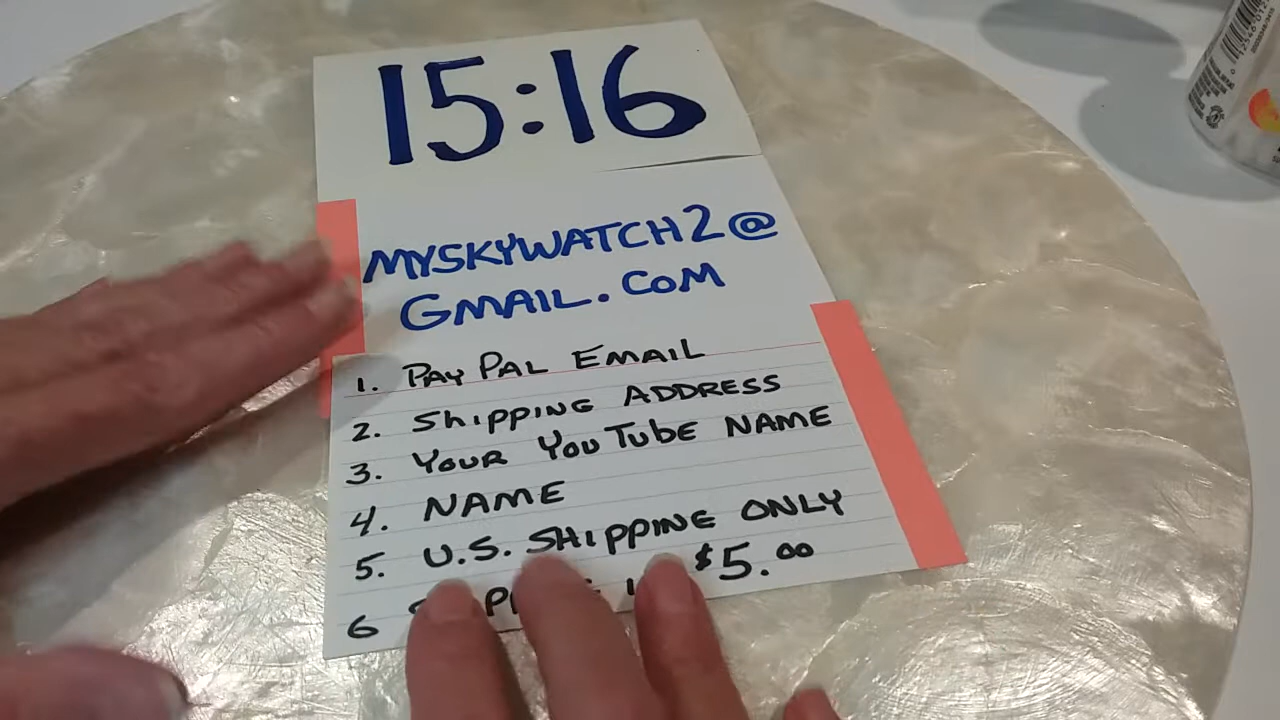 15:16
MYSKYWATCH2@
GMAIL.COM
1. PAYPAL EMAIL
2. ShippING ADDRESS
3. YOUR YOUTUbE NAME
4. NAME
5. U.S. SHIPPING ONLY
6 $5.00